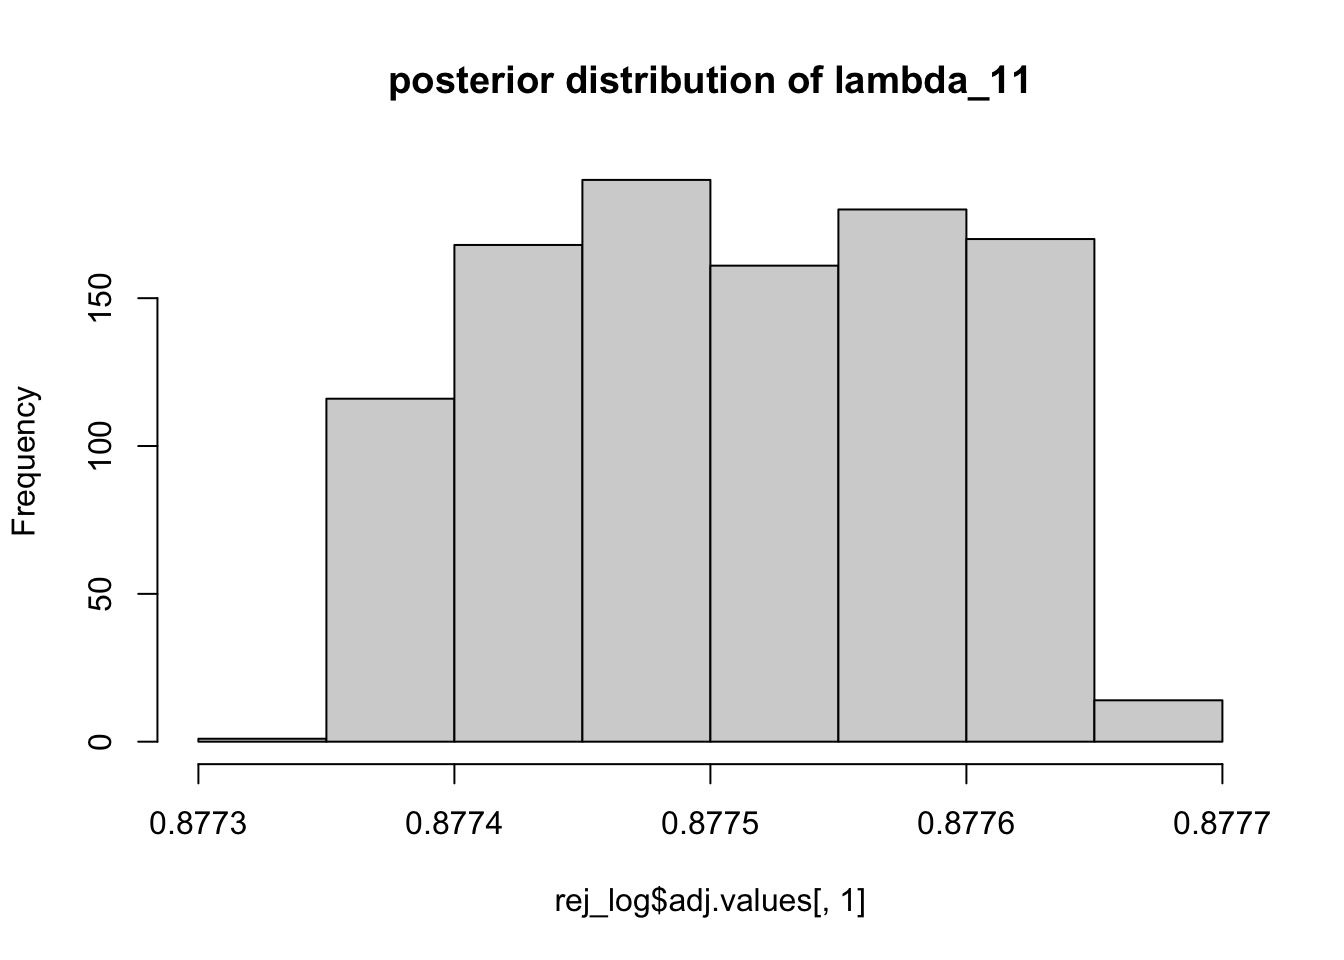 posterior distribution of lambda_11
Frequency
150
100
50
0
0.8773 0.8774 0.8775 0.8776 0.8777
rej_log$adj.values[, 1]